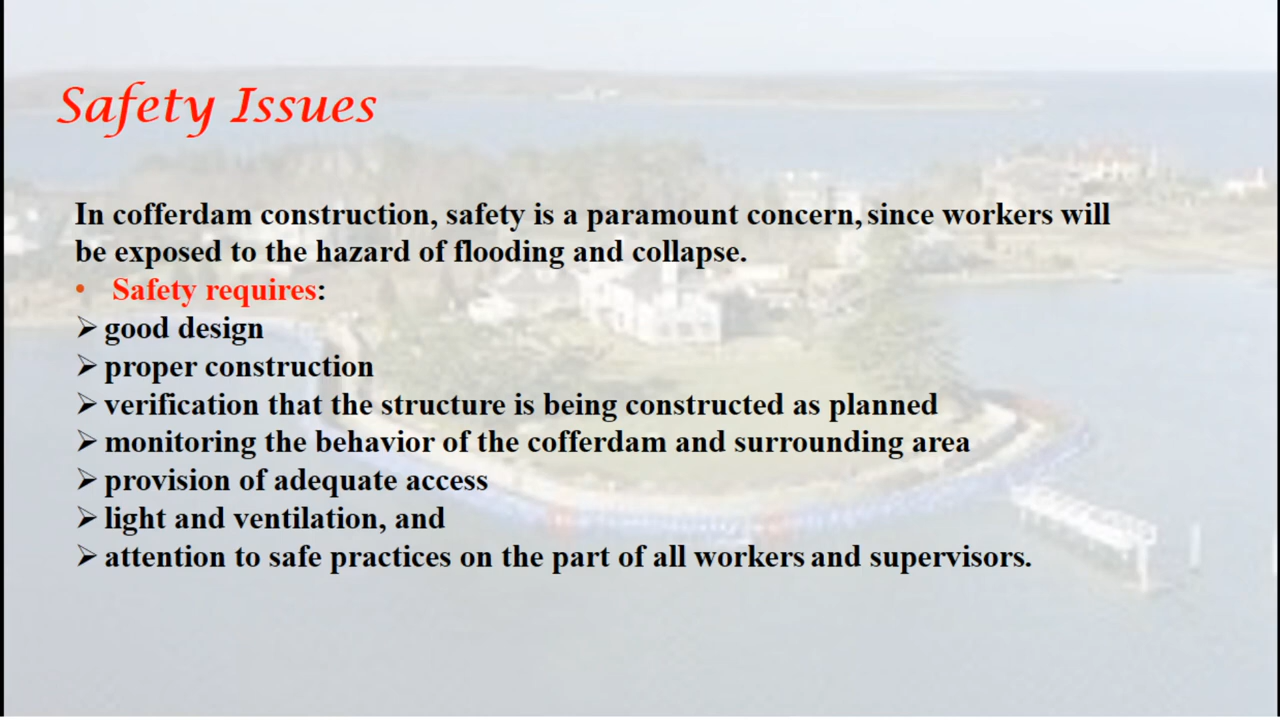 Safety Issues
In cofferdam construction, safety is a paramount concern, since workers will
be exposed to the hazard of flooding and collapse.
• Safety requires:
➢ good design
➢ proper construction
➢ verification that the structure is being constructed as planned
➢ monitoring the behavior of the cofferdam and surrounding area
➢ provision of adequate access
➢ light and ventilation, and
➢ attention to safe practices on the part of all workers and supervisors.